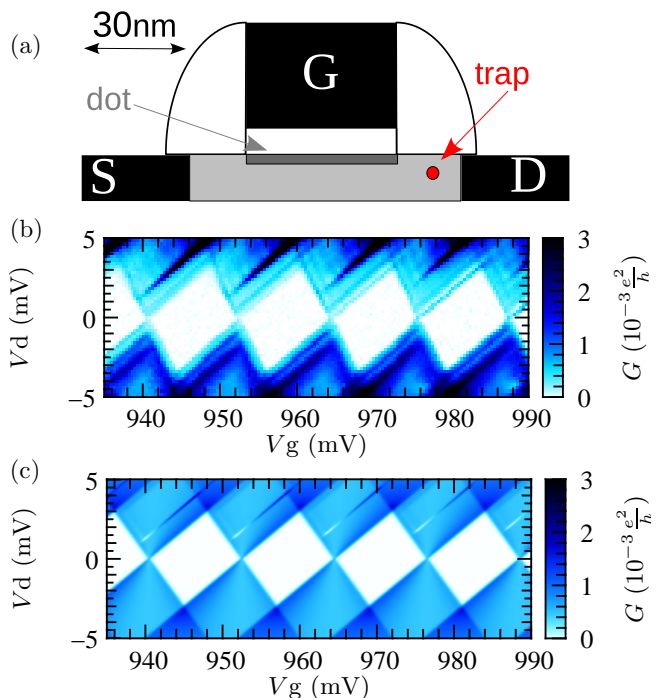 (a)
30nm
G
trap
dot
S
D
(b)
5
0
−5
Vd (mV)
940 950 960 970 980 990
Vg (mV)
3
2
1
0
G (10⁻³ e²/h)
(c)
5
0
−5
Vd (mV)
940 950 960 970 980 990
Vg (mV)
3
2
1
0
G (10⁻³ e²/h)